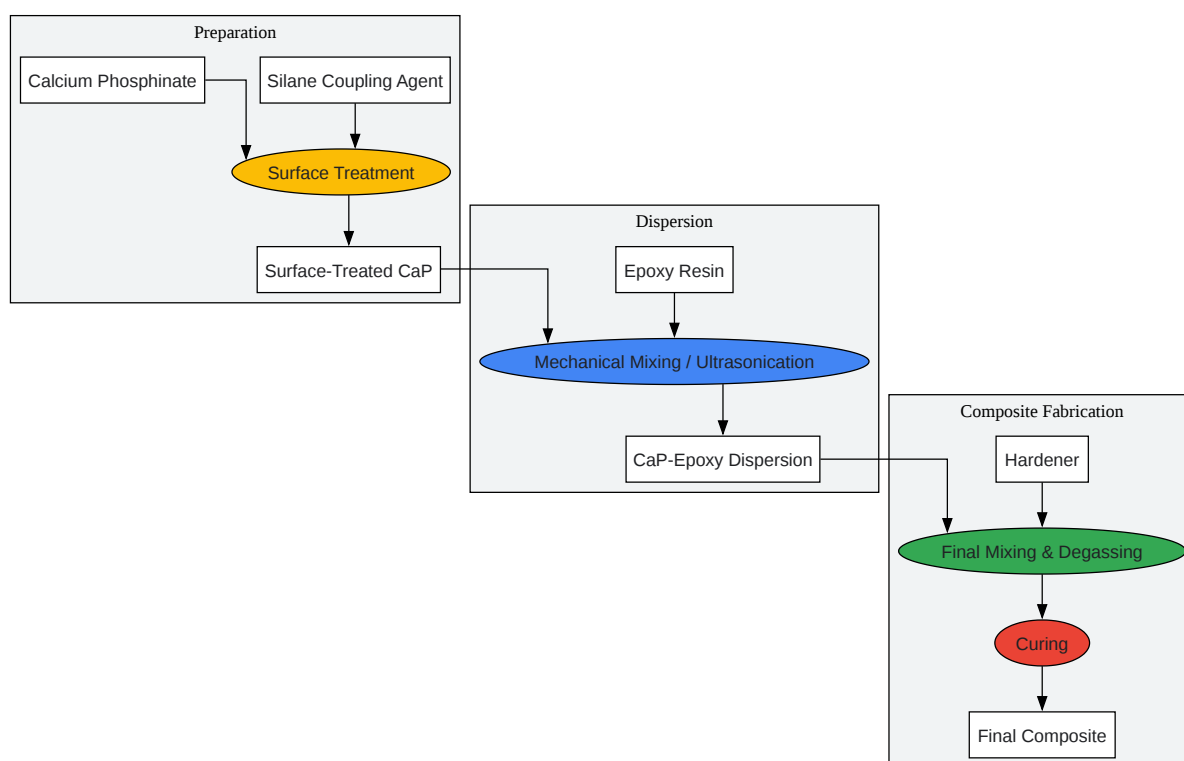 Preparation
Calcium Phosphinate
Silane Coupling Agent
Surface Treatment
Surface-Treated CaP
Dispersion
Epoxy Resin
Mechanical Mixing / Ultrasonication
CaP-Epoxy Dispersion
Composite Fabrication
Hardener
Final Mixing & Degassing
Curing
Final Composite